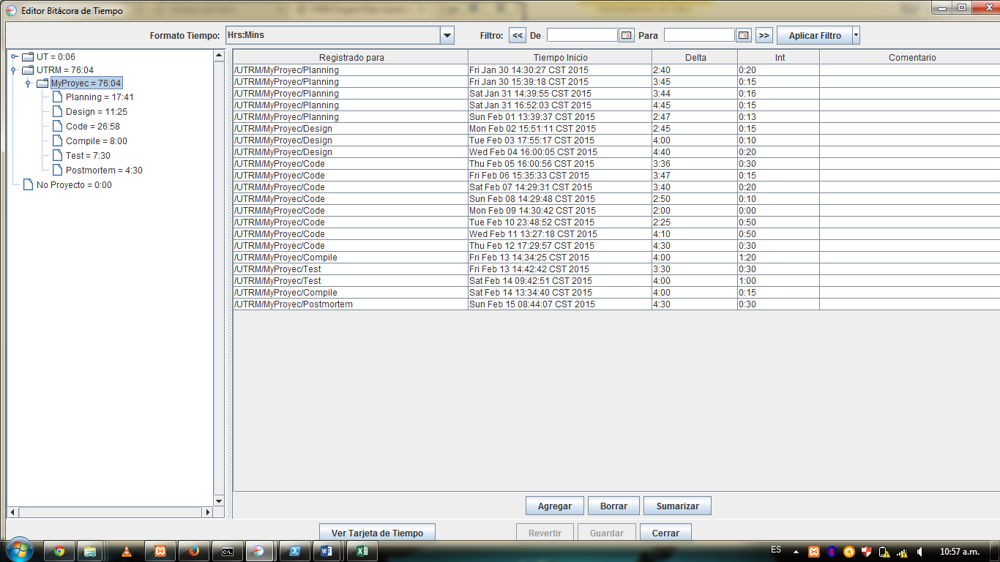 Editor Bitácora de Tiempo
Formato Tiempo: Hrs:Mins Filtro: << De Para >> Aplicar Filtro
UT = 0:06
UTRM = 76:04
MyProyec = 76:04
Planning = 17:41
Design = 11:25
Code = 26:58
Compile = 8:00
Test = 7:30
Postmortem = 4:30
No Proyecto = 0:00
Registrado para Tiempo Inicio Delta Int Comentario
/UTRM/MyProyec/Planning Fri Jan 30 14:30:27 CST 2015 2:40 0:20
/UTRM/MyProyec/Planning Fri Jan 30 15:39:18 CST 2015 3:45 0:15
/UTRM/MyProyec/Planning Sat Jan 31 14:39:55 CST 2015 3:44 0:16
/UTRM/MyProyec/Planning Sat Jan 31 16:52:03 CST 2015 4:45 0:15
/UTRM/MyProyec/Planning Sun Feb 01 13:39:37 CST 2015 2:47 0:13
/UTRM/MyProyec/Design Mon Feb 02 15:51:11 CST 2015 2:45 0:15
/UTRM/MyProyec/Design Tue Feb 03 17:55:17 CST 2015 4:00 0:10
/UTRM/MyProyec/Design Wed Feb 04 16:00:05 CST 2015 4:40 0:20
/UTRM/MyProyec/Code Thu Feb 05 16:00:56 CST 2015 3:36 0:30
/UTRM/MyProyec/Code Fri Feb 06 15:35:33 CST 2015 3:47 0:15
/UTRM/MyProyec/Code Sat Feb 07 14:29:31 CST 2015 3:40 0:20
/UTRM/MyProyec/Code Sun Feb 08 14:29:48 CST 2015 2:50 0:10
/UTRM/MyProyec/Code Mon Feb 09 14:30:42 CST 2015 2:00 0:00
/UTRM/MyProyec/Code Tue Feb 10 23:48:52 CST 2015 2:25 0:50
/UTRM/MyProyec/Code Wed Feb 11 13:27:18 CST 2015 4:10 0:50
/UTRM/MyProyec/Code Thu Feb 12 17:29:57 CST 2015 4:30 0:30
/UTRM/MyProyec/Compile Fri Feb 13 14:34:25 CST 2015 4:00 1:20
/UTRM/MyProyec/Test Fri Feb 13 14:42:42 CST 2015 3:30 0:30
/UTRM/MyProyec/Test Sat Feb 14 09:42:51 CST 2015 4:00 1:00
/UTRM/MyProyec/Compile Sat Feb 14 13:34:40 CST 2015 4:00 0:15
/UTRM/MyProyec/Postmortem Sun Feb 15 08:44:07 CST 2015 4:30 0:30
Agregar Borrar Sumarizar
Ver Tarjeta de Tiempo Revertir Guardar Cerrar
ES 10:57 a.m.